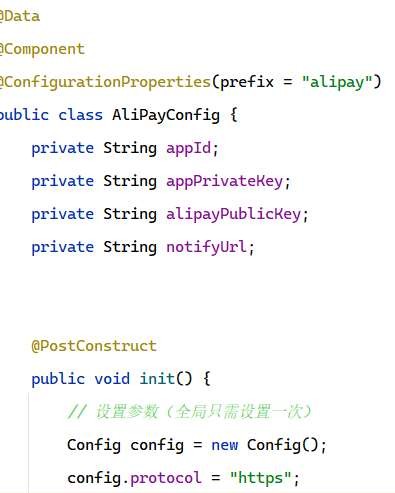 @Data
@Component
@ConfigurationProperties(prefix = "alipay")
public class AliPayConfig {
private String appId;
private String appPrivateKey;
private String alipayPublicKey;
private String notifyUrl;
@PostConstruct
public void init() {
// 设置参数（全局只需设置一次）
Config config = new Config();
config.protocol = "https";